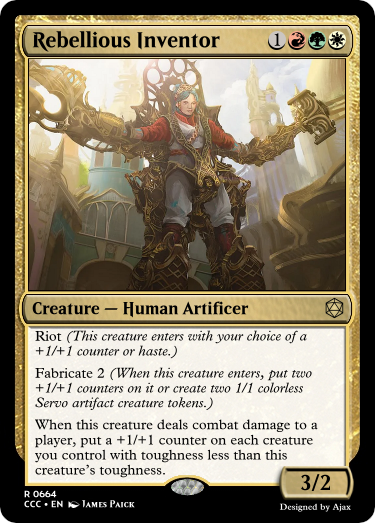 Rebellious Inventor 1
Creature — Human Artificer
Riot (This creature enters with your choice of a
+1/+1 counter or haste.)
Fabricate 2 (When this creature enters, put two
+1/+1 counters on it or create two 1/1 colorless
Servo artifact creature tokens.)
When this creature deals combat damage to a
player, put a +1/+1 counter on each creature
you control with toughness less than this
creature's toughness.
3/2
R 0664
CCC • EN James Paick
Designed by Ajax